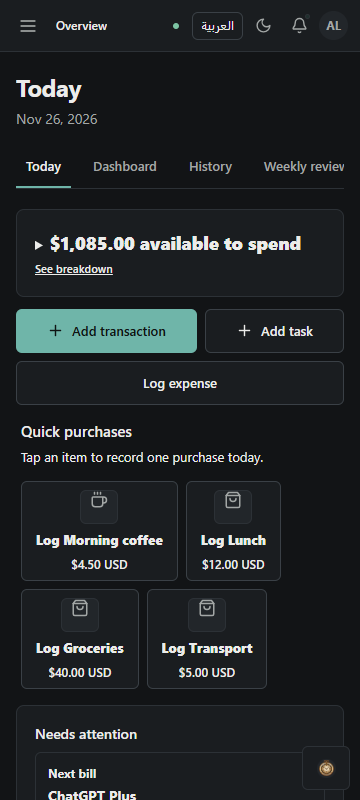 Overview
العربية
AL
Today
Nov 26, 2026
Today
Dashboard
History
Weekly review
$1,085.00 available to spend
See breakdown
Add transaction
Add task
Log expense
Quick purchases
Tap an item to record one purchase today.
Log Morning coffee
$4.50 USD
Log Lunch
$12.00 USD
Log Groceries
$40.00 USD
Log Transport
$5.00 USD
Needs attention
Next bill
ChatGPT Plus